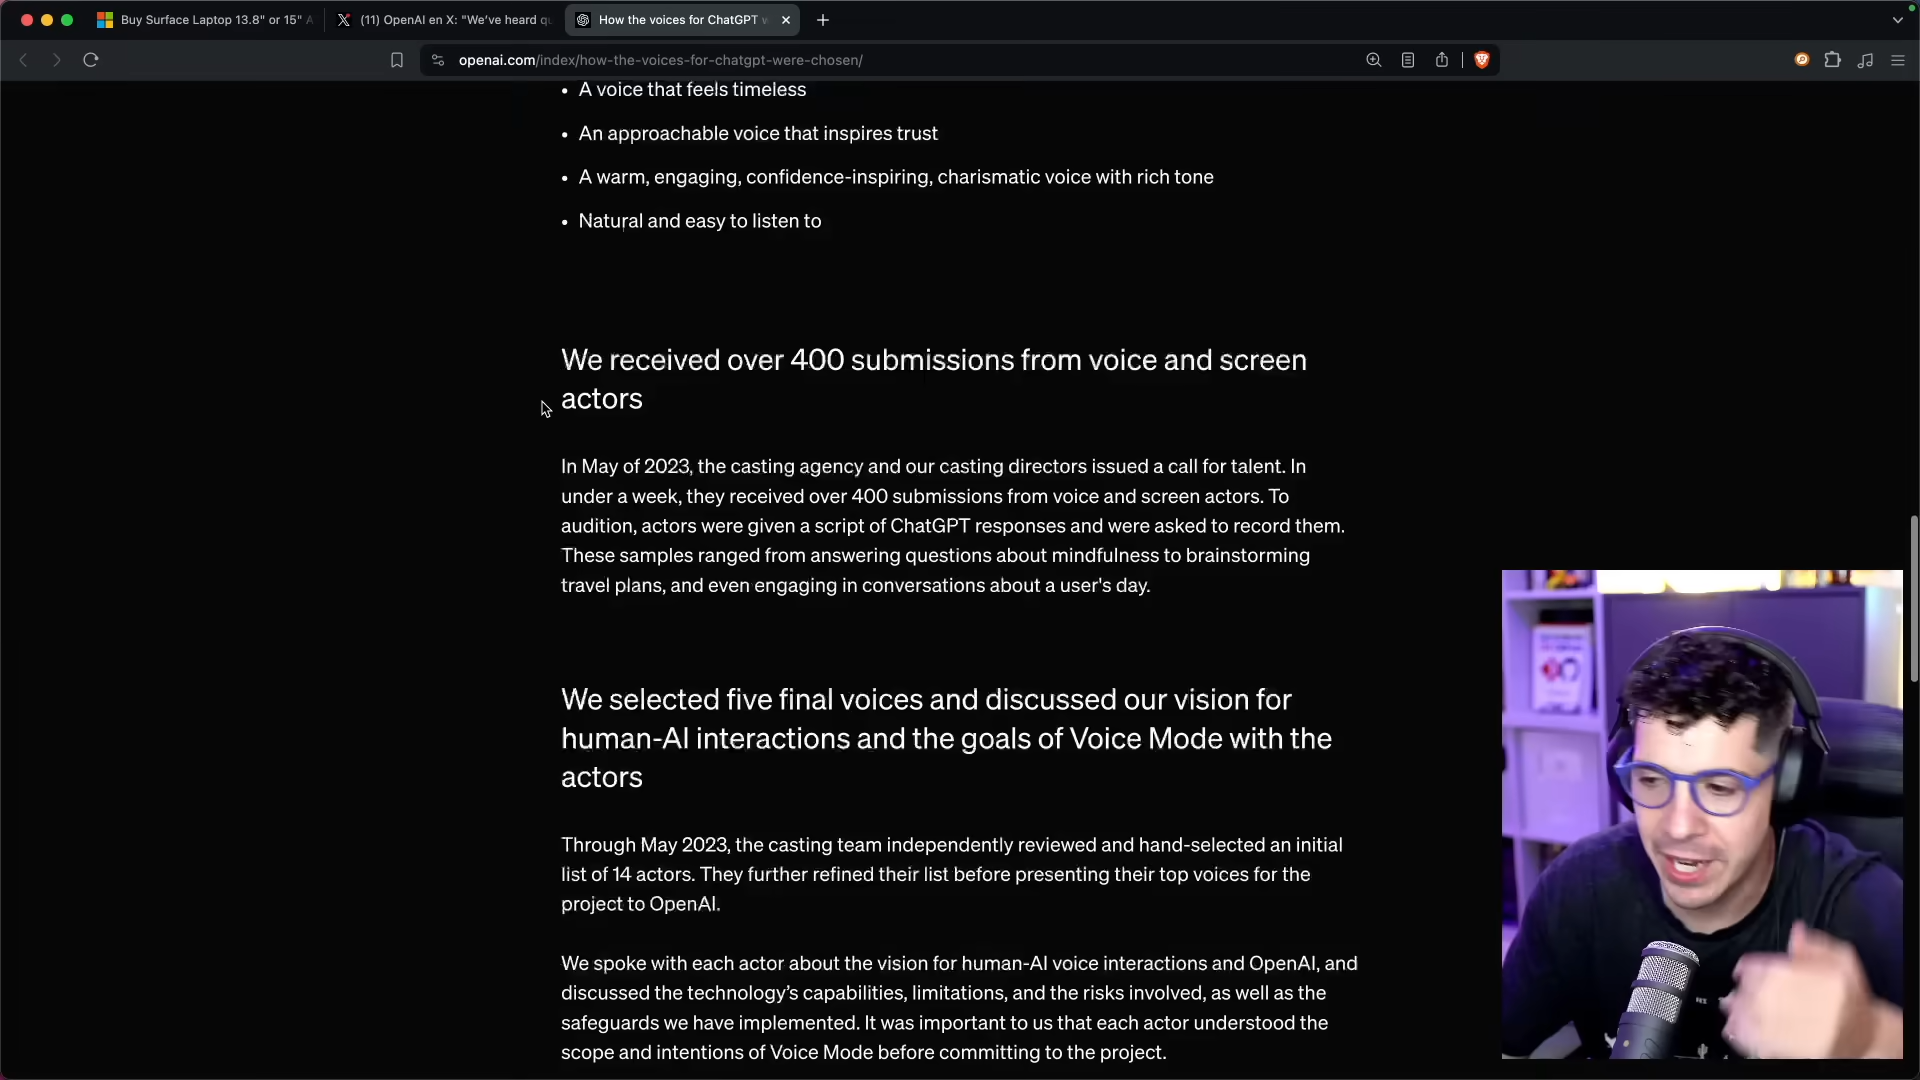 Buy Surface Laptop 13.8" or 15"
(11) OpenAI en X: "We've heard qu
How the voices for ChatGPT w
openai.com/index/how-the-voices-for-chatgpt-were-chosen/
• A voice that feels timeless
• An approachable voice that inspires trust
• A warm, engaging, confidence-inspiring, charismatic voice with rich tone
• Natural and easy to listen to
We received over 400 submissions from voice and screen
actors
In May of 2023, the casting agency and our casting directors issued a call for talent. In
under a week, they received over 400 submissions from voice and screen actors. To
audition, actors were given a script of ChatGPT responses and were asked to record them.
These samples ranged from answering questions about mindfulness to brainstorming
travel plans, and even engaging in conversations about a user's day.
We selected five final voices and discussed our vision for
human-AI interactions and the goals of Voice Mode with the
actors
Through May 2023, the casting team independently reviewed and hand-selected an initial
list of 14 actors. They further refined their list before presenting their top voices for the
project to OpenAI.
We spoke with each actor about the vision for human-AI voice interactions and OpenAI, and
discussed the technology’s capabilities, limitations, and the risks involved, as well as the
safeguards we have implemented. It was important to us that each actor understood the
scope and intentions of Voice Mode before committing to the project.